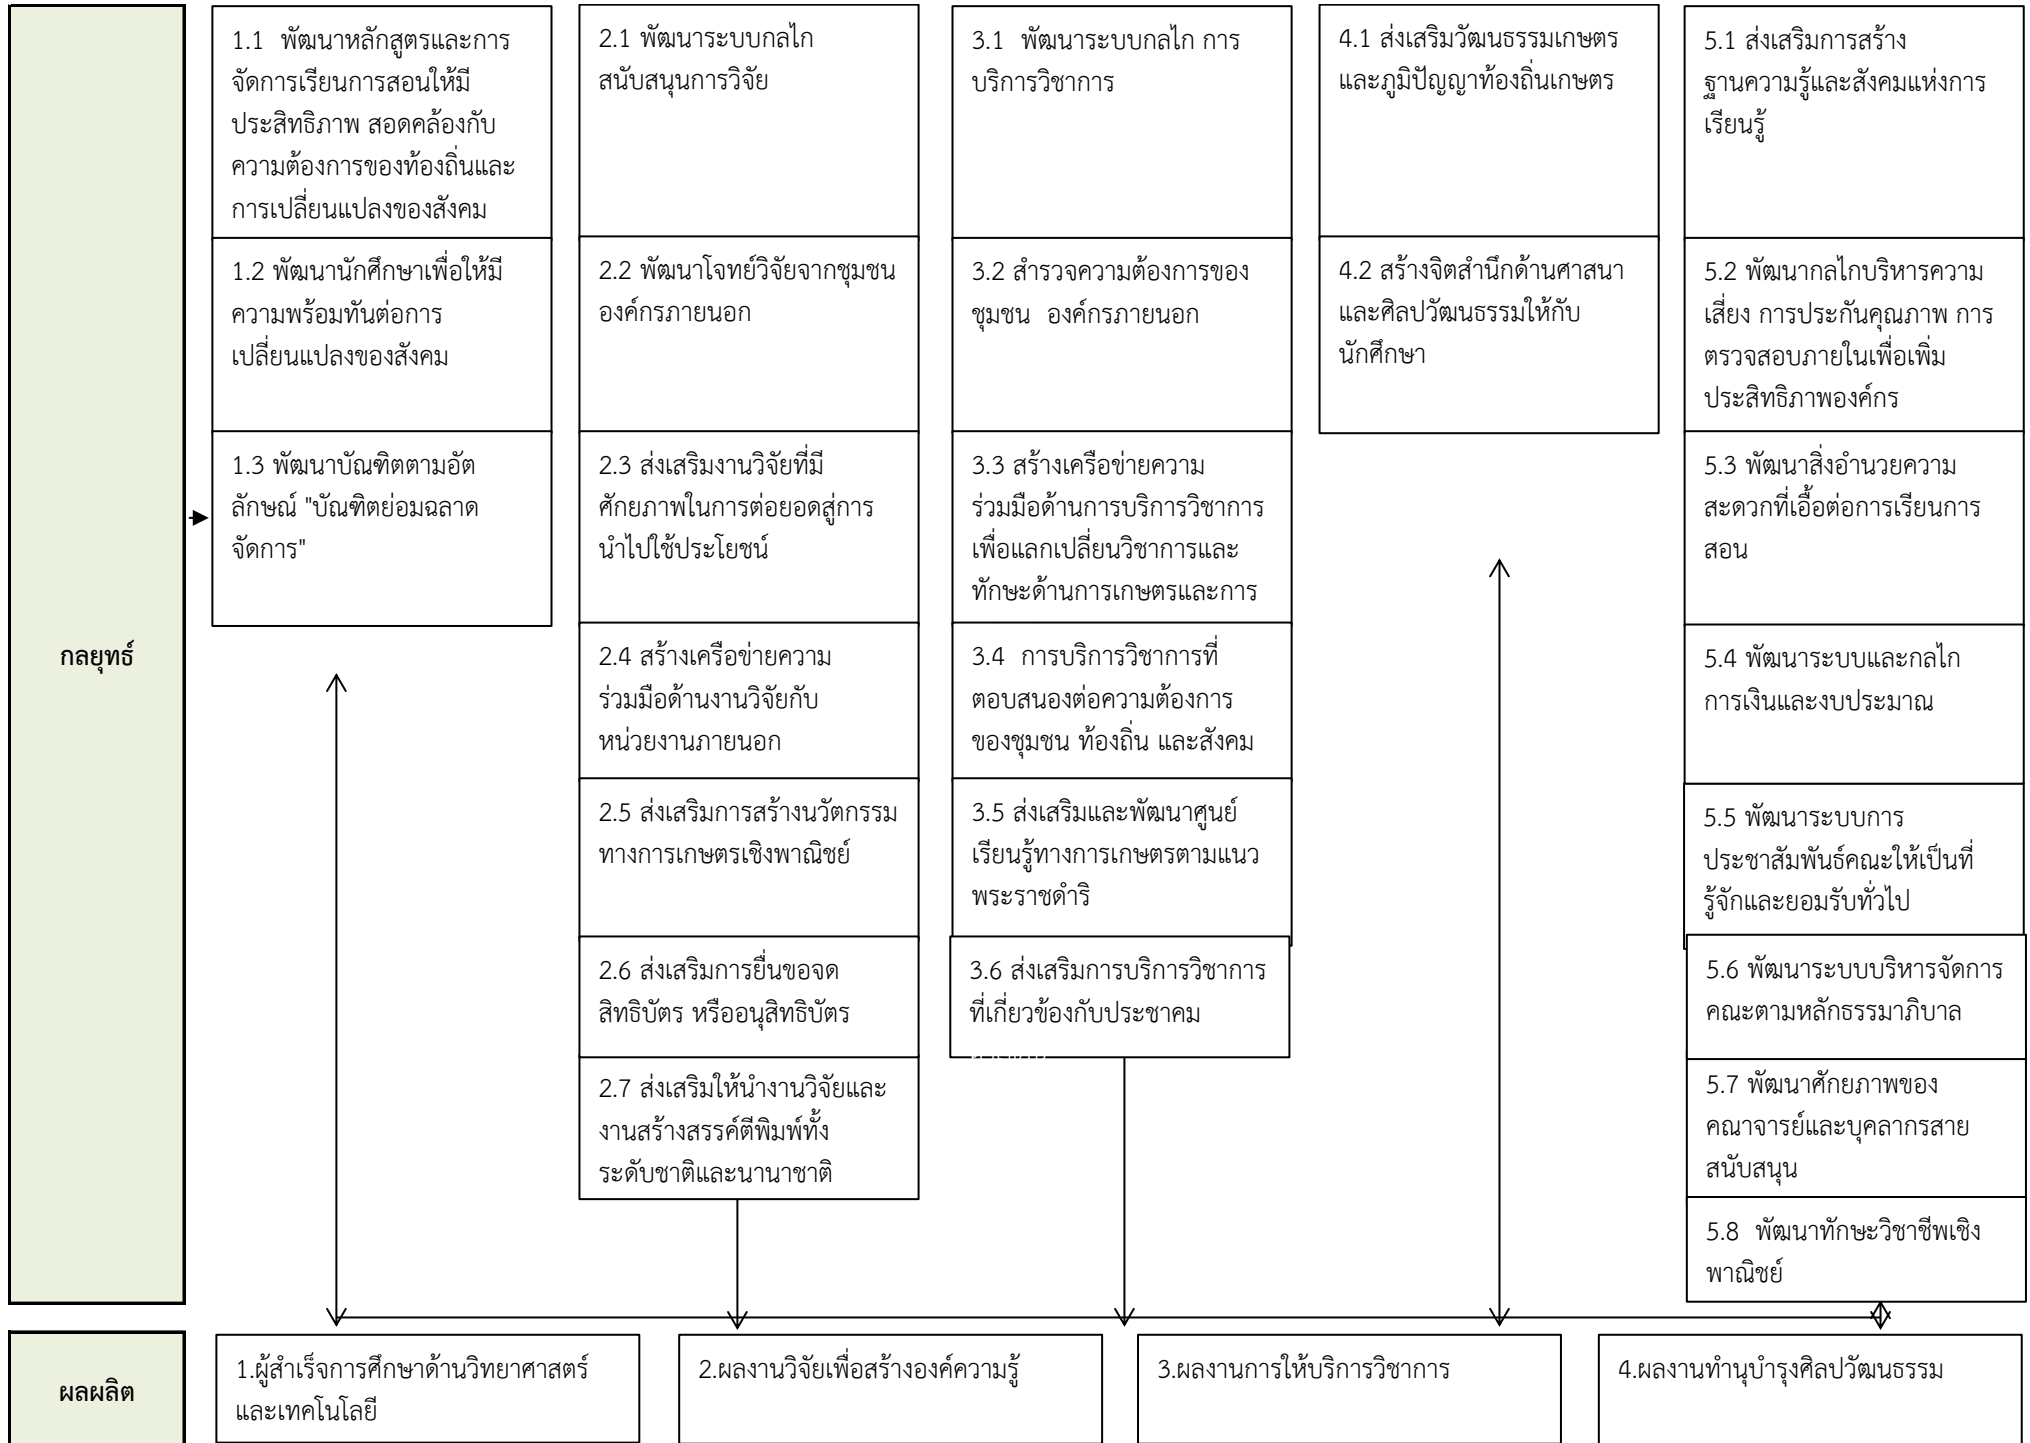 กลยุทธ์
1.1 พัฒนาหลักสูตรและการ
จัดการเรียนการสอนให้มี
ประสิทธิภาพ สอดคล้องกับ
ความต้องการของท้องถิ่นและ
การเปลี่ยนแปลงของสังคม
1.2 พัฒนานักศึกษาเพื่อให้มี
ความพร้อมทันต่อการ
เปลี่ยนแปลงของสังคม
1.3 พัฒนาบัณฑิตตามอัต
ลักษณ์ "บัณฑิตย่อมฉลาด
จัดการ"
2.1 พัฒนาระบบกลไก
สนับสนุนการวิจัย
2.2 พัฒนาโจทย์วิจัยจากชุมชน
องค์กรภายนอก
2.3 ส่งเสริมงานวิจัยที่มี
ศักยภาพในการต่อยอดสู่การ
นำไปใช้ประโยชน์
2.4 สร้างเครือข่ายความ
ร่วมมือด้านงานวิจัยกับ
หน่วยงานภายนอก
2.5 ส่งเสริมการสร้างนวัตกรรม
ทางการเกษตรเชิงพาณิชย์
2.6 ส่งเสริมการยื่นขอจด
สิทธิบัตร หรืออนุสิทธิบัตร
2.7 ส่งเสริมให้นำงานวิจัยและ
งานสร้างสรรค์ตีพิมพ์ทั้ง
ระดับชาติและนานาชาติ
3.1 พัฒนาระบบกลไก การ
บริการวิชาการ
3.2 สำรวจความต้องการของ
ชุมชน องค์กรภายนอก
3.3 สร้างเครือข่ายความ
ร่วมมือด้านการบริการวิชาการ
เพื่อแลกเปลี่ยนวิชาการและ
ทักษะด้านการเกษตรและการ
3.4 การบริการวิชาการที่
ตอบสนองต่อความต้องการ
ของชุมชน ท้องถิ่น และสังคม
3.5 ส่งเสริมและพัฒนาศูนย์
เรียนรู้ทางการเกษตรตามแนว
พระราชดำริ
3.6 ส่งเสริมการบริการวิชาการ
ที่เกี่ยวข้องกับประชาคม
4.1 ส่งเสริมวัฒนธรรมเกษตร
และภูมิปัญญาท้องถิ่นเกษตร
4.2 สร้างจิตสำนึกด้านศาสนา
และศิลปวัฒนธรรมให้กับ
นักศึกษา
5.1 ส่งเสริมการสร้าง
ฐานความรู้และสังคมแห่งการ
เรียนรู้
5.2 พัฒนากลไกบริหารความ
เสี่ยง การประกันคุณภาพ การ
ตรวจสอบภายในเพื่อเพิ่ม
ประสิทธิภาพองค์กร
5.3 พัฒนาสิ่งอำนวยความ
สะดวกที่เอื้อต่อการเรียนการ
สอน
5.4 พัฒนาระบบและกลไก
การเงินและงบประมาณ
5.5 พัฒนาระบบการ
ประชาสัมพันธ์คณะให้เป็นที่
รู้จักและยอมรับทั่วไป
5.6 พัฒนาระบบบริหารจัดการ
คณะตามหลักธรรมาภิบาล
5.7 พัฒนาศักยภาพของ
คณาจารย์และบุคลากรสาย
สนับสนุน
5.8 พัฒนาทักษะวิชาชีพเชิง
พาณิชย์
ผลผลิต
1.ผู้สำเร็จการศึกษาด้านวิทยาศาสตร์
และเทคโนโลยี
2.ผลงานวิจัยเพื่อสร้างองค์ความรู้
3.ผลงานการให้บริการวิชาการ
4.ผลงานทำนุบำรุงศิลปวัฒนธรรม